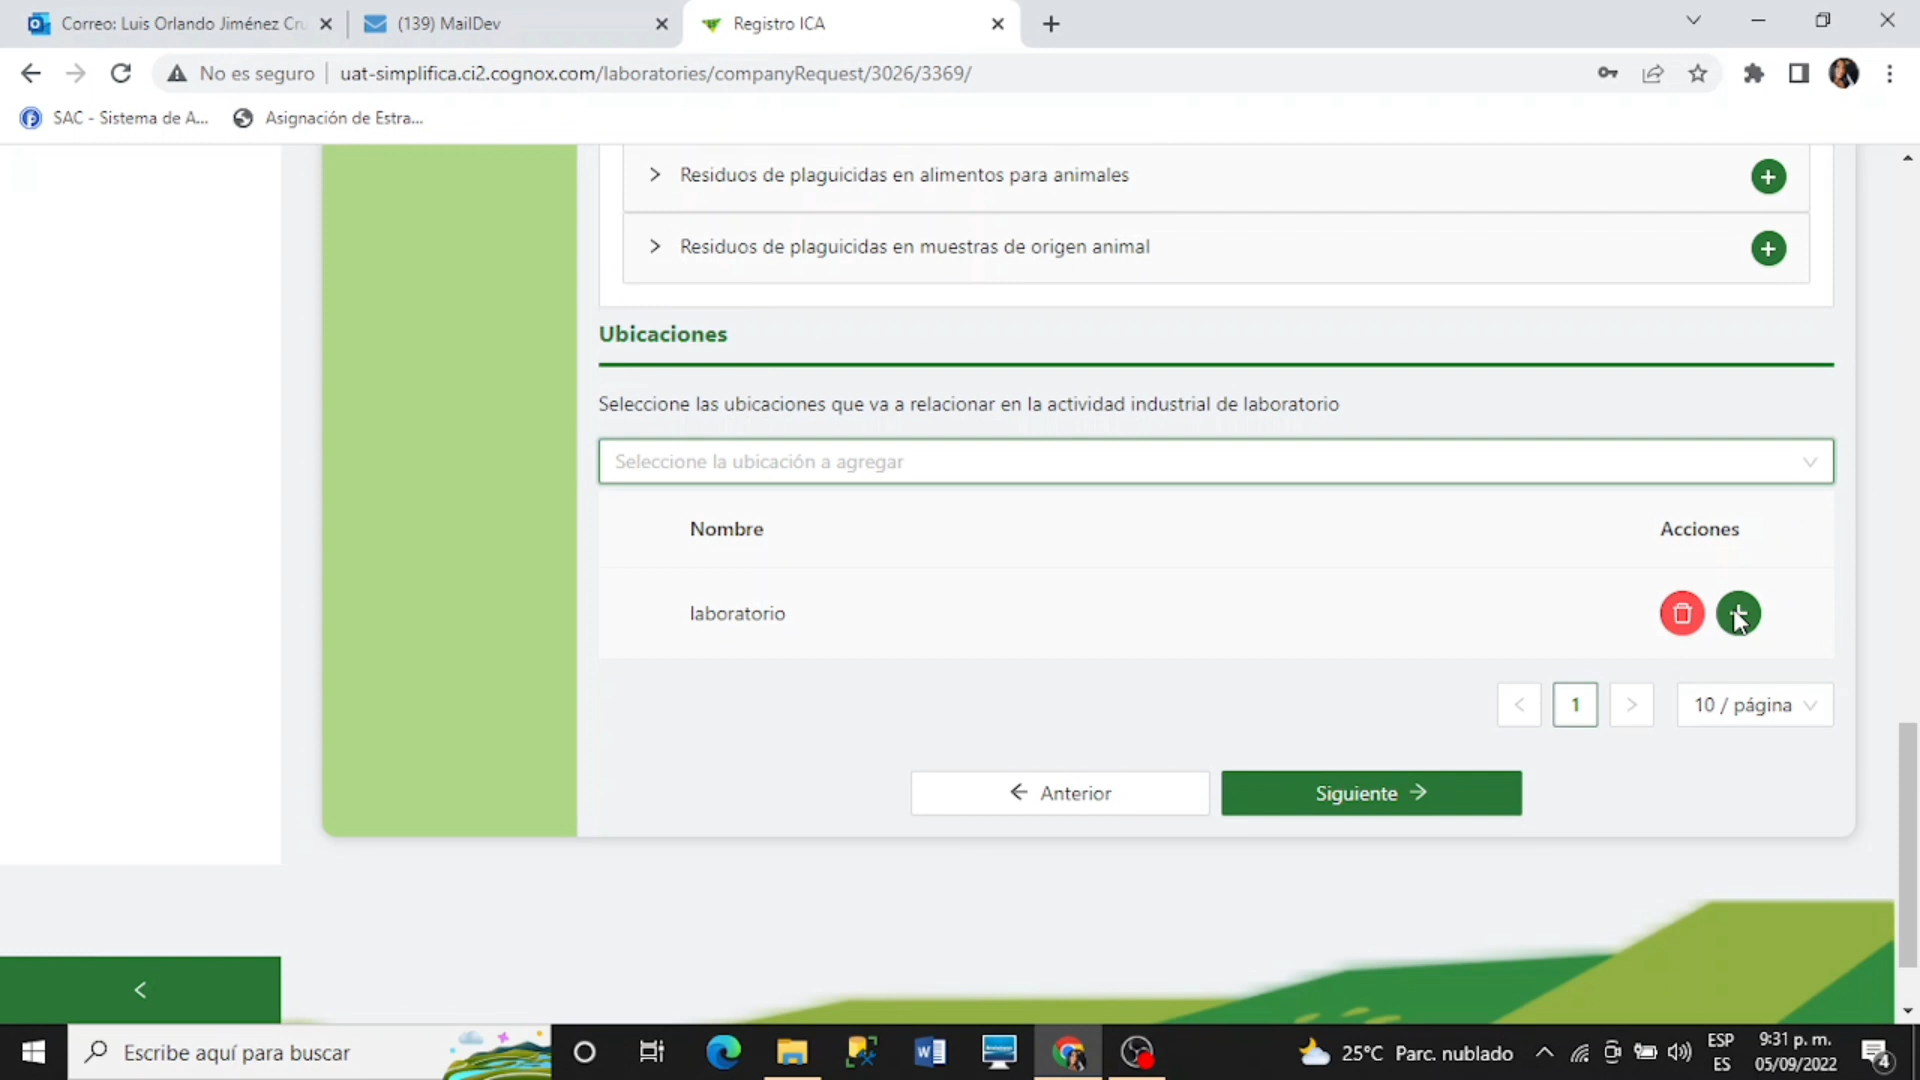 Correo: Luis Orlando Jiménez Cru
(139) MailDev
Registro ICA
No es seguro
uat-simplifica.ci2.cognox.com/laboratories/companyRequest/3026/3369/
SAC - Sistema de A...
Asignación de Estra...
Residuos de plaguicidas en alimentos para animales
Residuos de plaguicidas en muestras de origen animal
Ubicaciones
Seleccione las ubicaciones que va a relacionar en la actividad industrial de laboratorio
Seleccione la ubicación a agregar
Nombre
Acciones
laboratorio
1
10 / página
Anterior
Siguiente
Escribe aquí para buscar
25°C Parc. nublado
ESP
ES
9:31 p. m.
05/09/2022
4